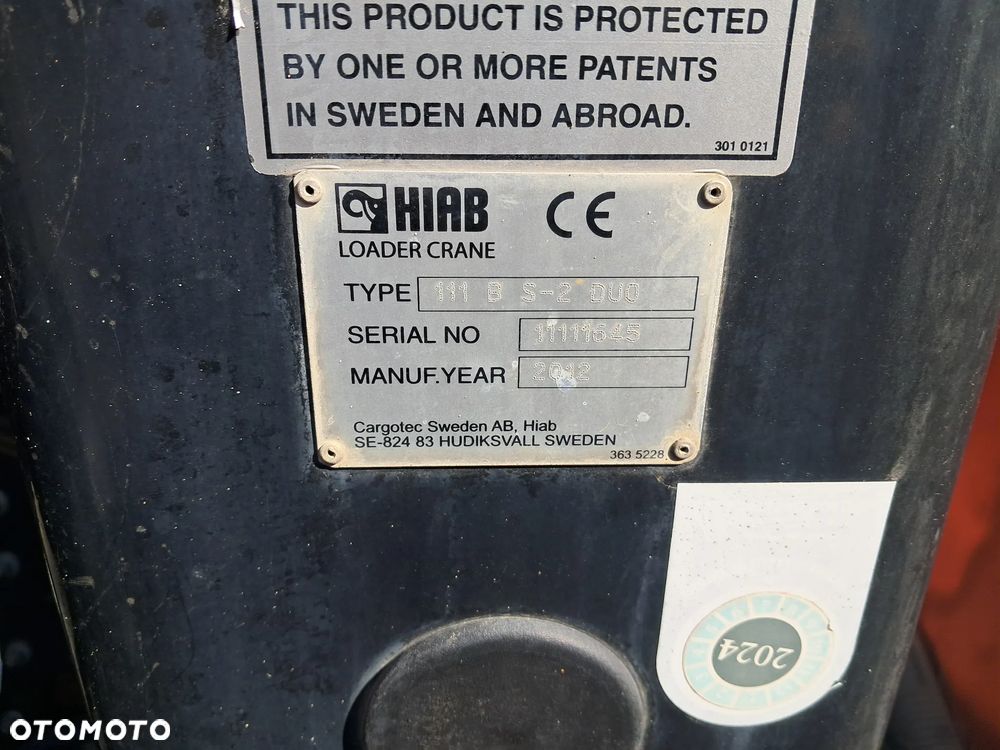 THIS PRODUCT IS PROTECTED
BY ONE OR MORE PATENTS
IN SWEDEN AND ABROAD.
301 0121
HIAB CE
LOADER CRANE
TYPE 111 B S-2 DUO
SERIAL NO 11111645
MANUF.YEAR 2012
Cargotec Sweden AB, Hiab
SE-824 83 HUDIKSVALL SWEDEN
363 5228
2024
OTOMOTO